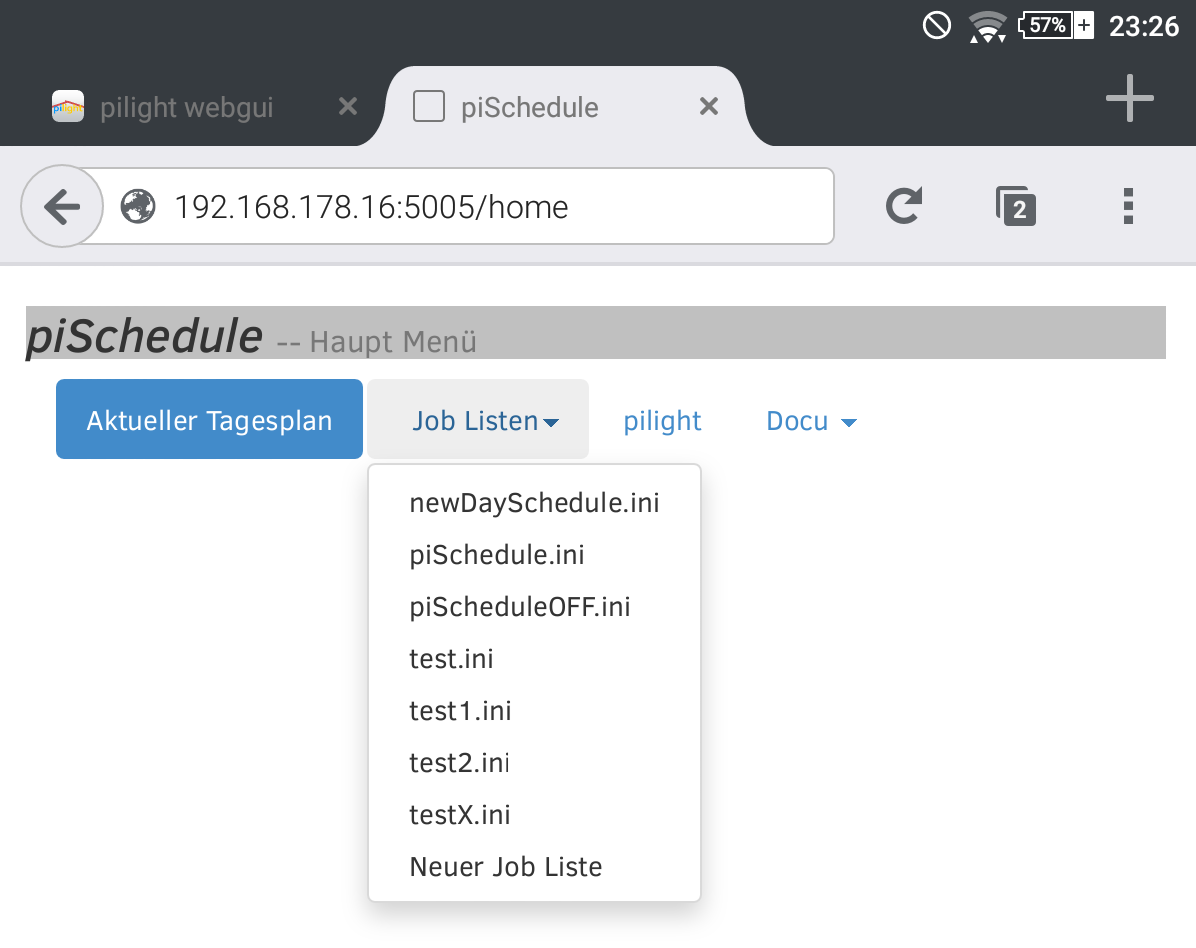 57% 23:26
pilight pilight webgui piSchedule
192.168.178.16:5005/home 2
piSchedule -- Haupt Menü
Aktueller Tagesplan Job Listen pilight Docu
newDaySchedule.ini
piSchedule.ini
piScheduleOFF.ini
test.ini
test1.ini
test2.ini
testX.ini
Neuer Job Liste